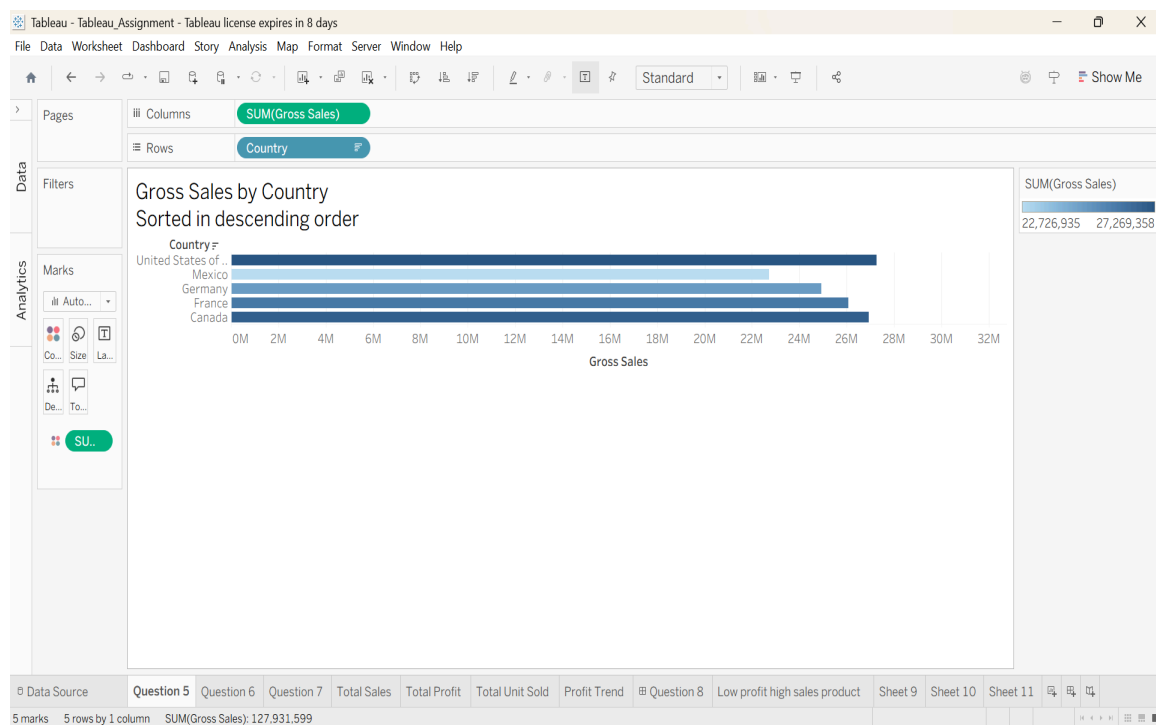 Tableau - Tableau_Assignment - Tableau license expires in 8 days
File Data Worksheet Dashboard Story Analysis Map Format Server Window Help
Standard
Show Me
Data
Analytics
Pages
Filters
Marks
Auto...
Co... Size La...
De... To...
SU..
Columns SUM(Gross Sales)
Rows Country
Gross Sales by Country
Sorted in descending order
Country
United States of ..
Mexico
Germany
France
Canada
0M 2M 4M 6M 8M 10M 12M 14M 16M 18M 20M 22M 24M 26M 28M 30M 32M
Gross Sales
SUM(Gross Sales)
22,726,935 27,269,358
Data Source Question 5 Question 6 Question 7 Total Sales Total Profit Total Unit Sold Profit Trend Question 8 Low profit high sales product Sheet 9 Sheet 10 Sheet 11
5 marks 5 rows by 1 column SUM(Gross Sales): 127,931,599